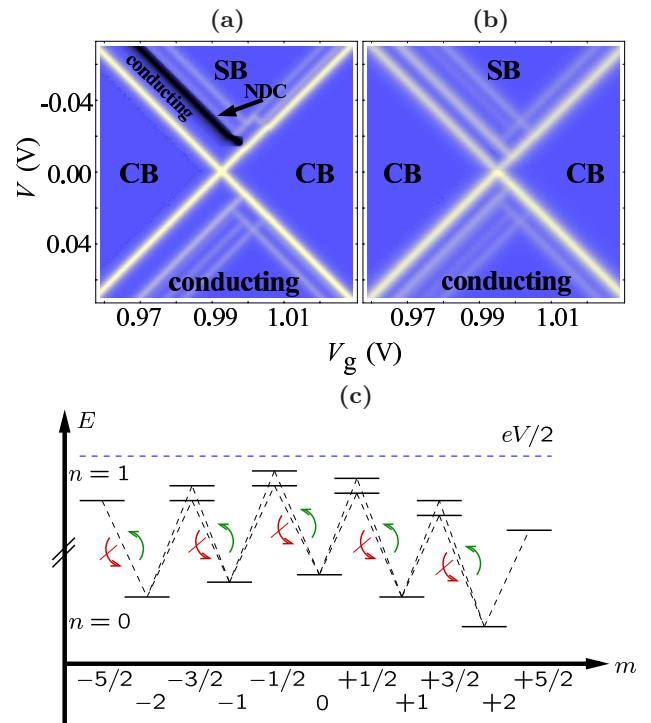 (a) (b)
-0.04
0.00
0.04
V (V)
SB
conducting
NDC
CB
CB
conducting
SB
CB
CB
conducting
0.97 0.99 1.01 0.97 0.99 1.01
Vg (V)
(c)
E
eV/2
n = 1
n = 0
m
−5/2 −3/2 −1/2 +1/2 +3/2 +5/2
−2 −1 0 +1 +2